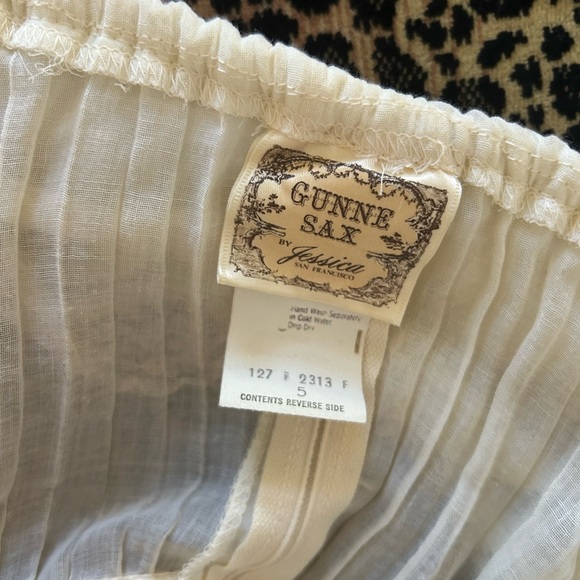 GUNNE
SAX
BY Jessica
SAN FRANCISCO
Hand Wash Separately
in Cold Water
Drip Dry
127 F 2313 F
5
CONTENTS REVERSE SIDE